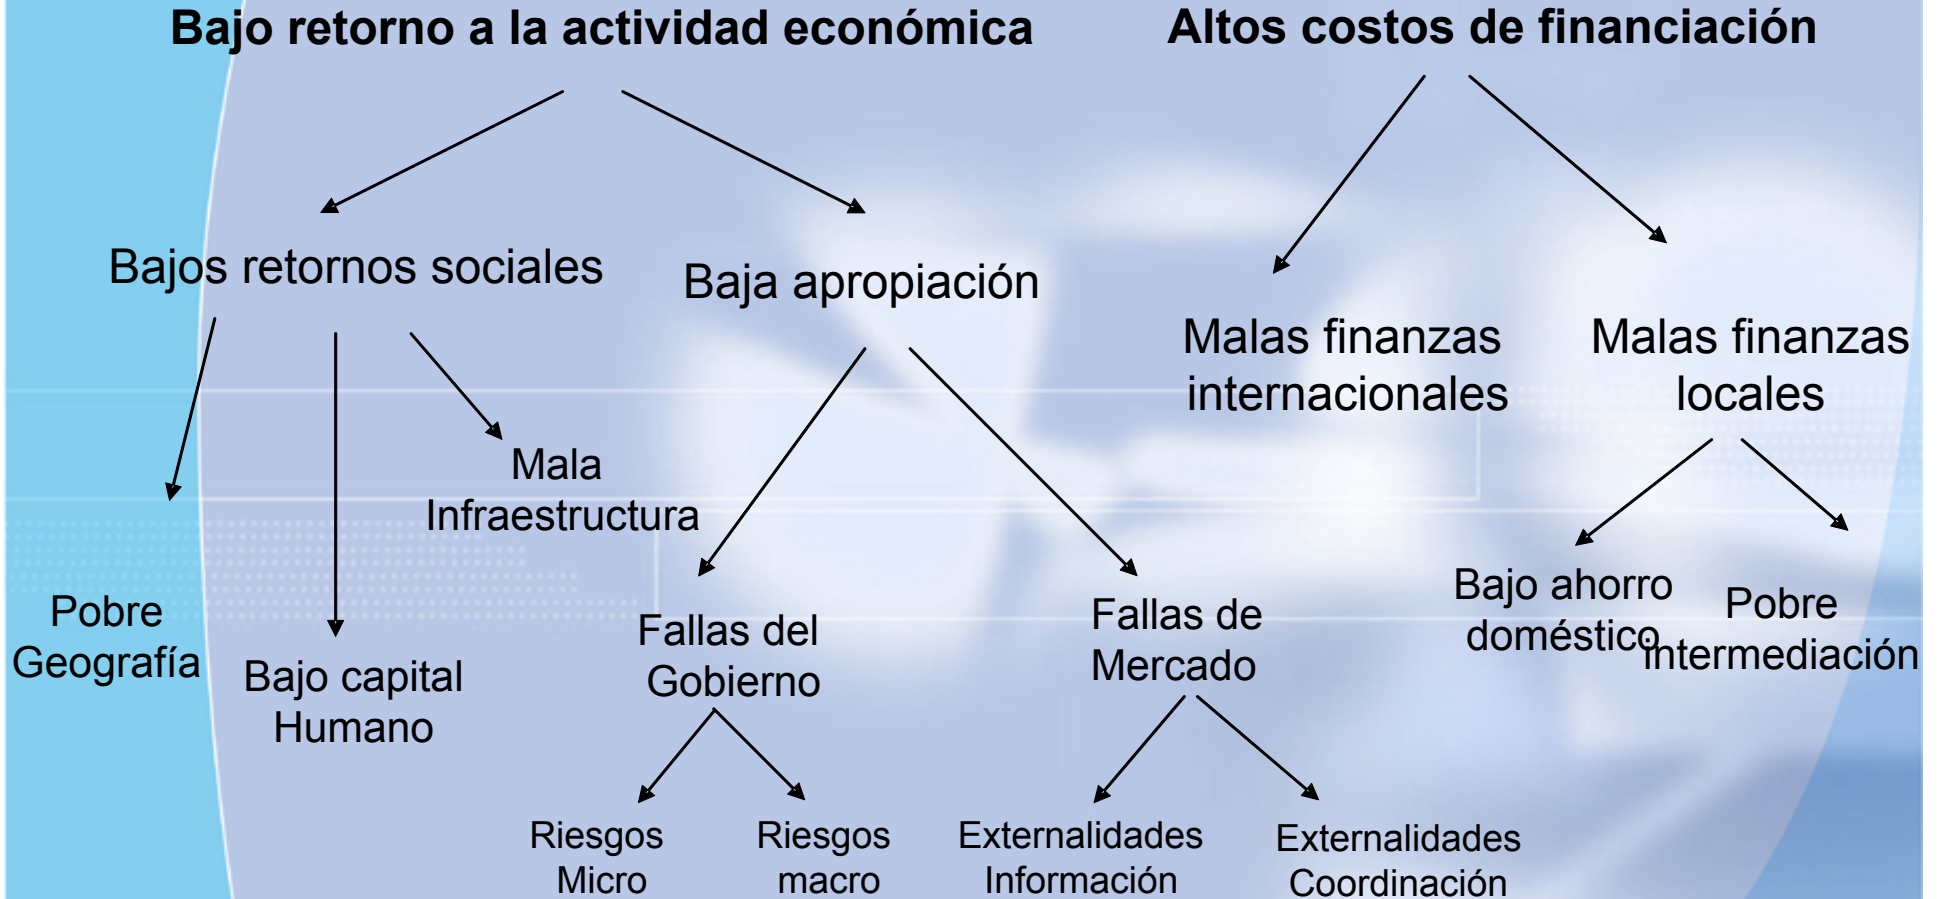 Bajo retorno a la actividad económica
Altos costos de financiación
Bajos retornos sociales
Baja apropiación
Malas finanzas
internacionales
Malas finanzas
locales
Mala
Infraestructura
Pobre
Geografía
Bajo capital
Humano
Fallas del
Gobierno
Fallas de
Mercado
Bajo ahorro
doméstico
Pobre
intermediación
Riesgos
Micro
Riesgos
macro
Externalidades
Información
Externalidades
Coordinación